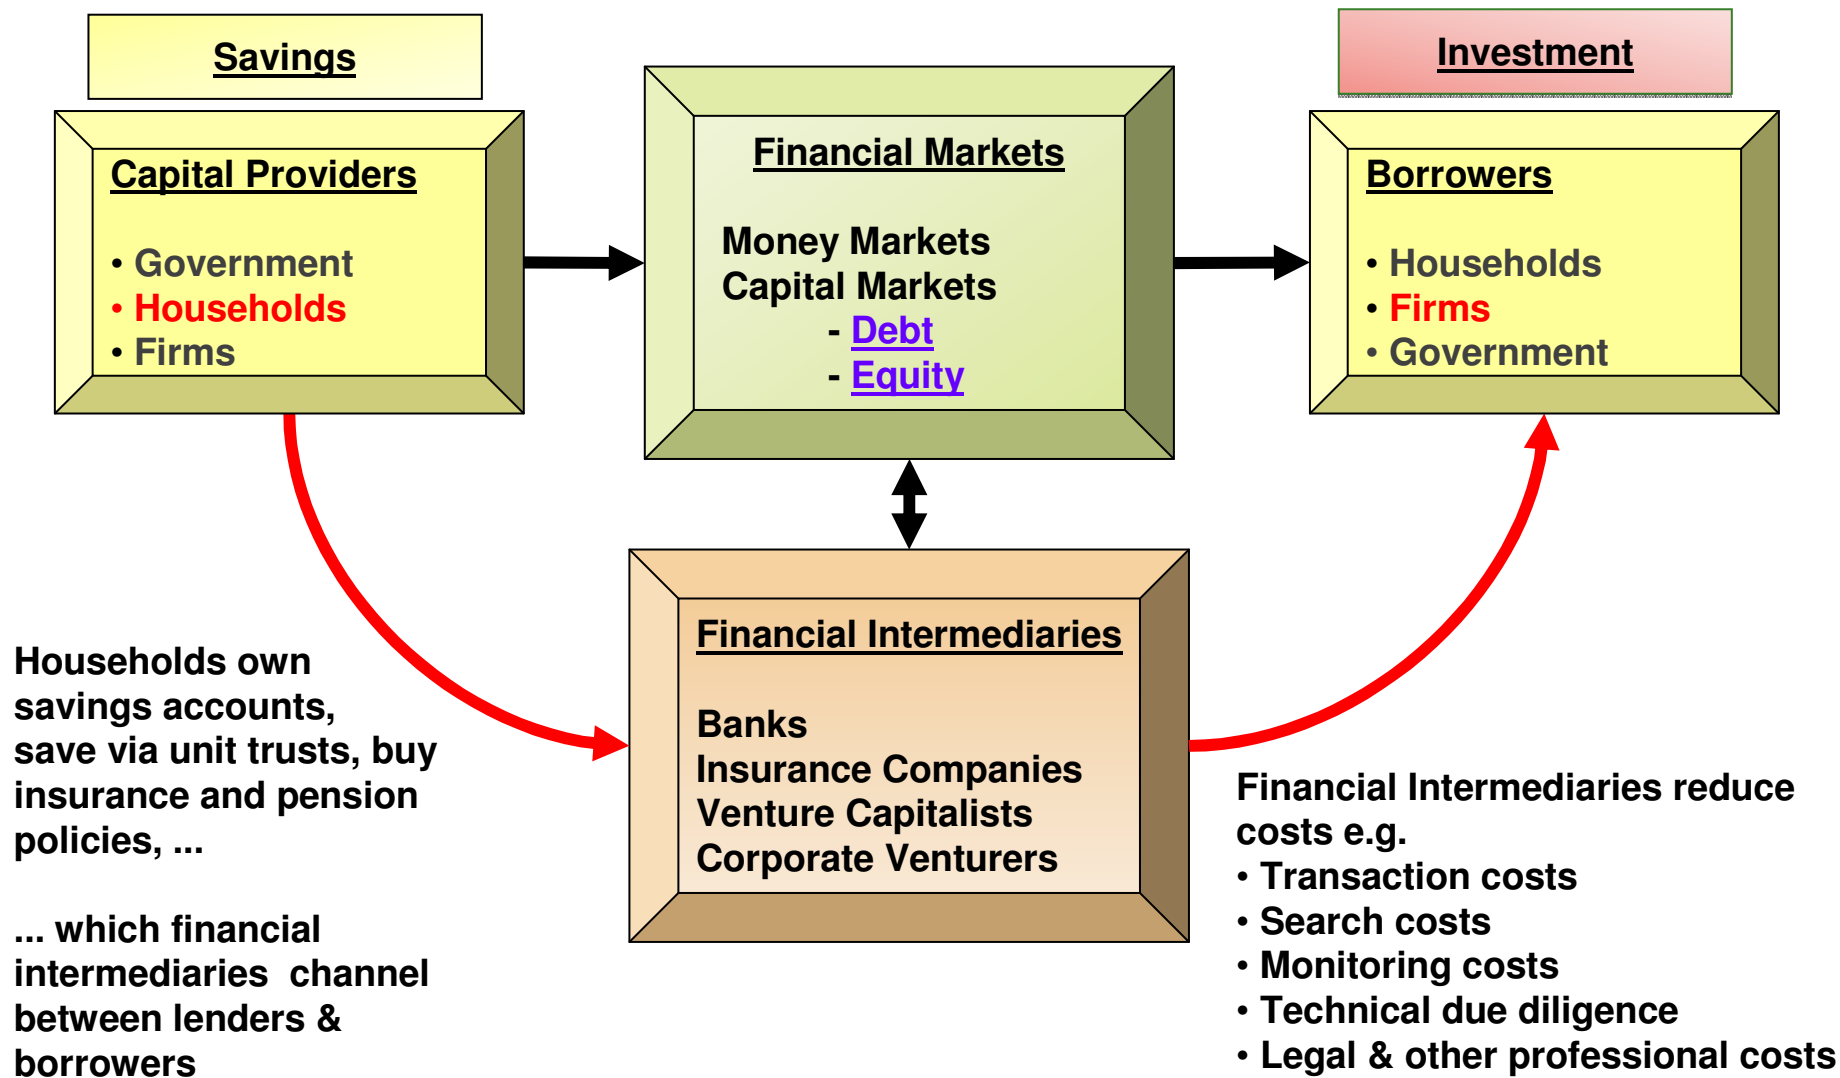 Savings
Capital Providers
• Government
• Households
• Firms
Financial Markets
Money Markets
Capital Markets
- Debt
- Equity
Investment
Borrowers
• Households
• Firms
• Government
Financial Intermediaries
Banks
Insurance Companies
Venture Capitalists
Corporate Venturers
Households own
savings accounts,
save via unit trusts, buy
insurance and pension
policies, ...
... which financial
intermediaries channel
between lenders &
borrowers
Financial Intermediaries reduce
costs e.g.
• Transaction costs
• Search costs
• Monitoring costs
• Technical due diligence
• Legal & other professional costs